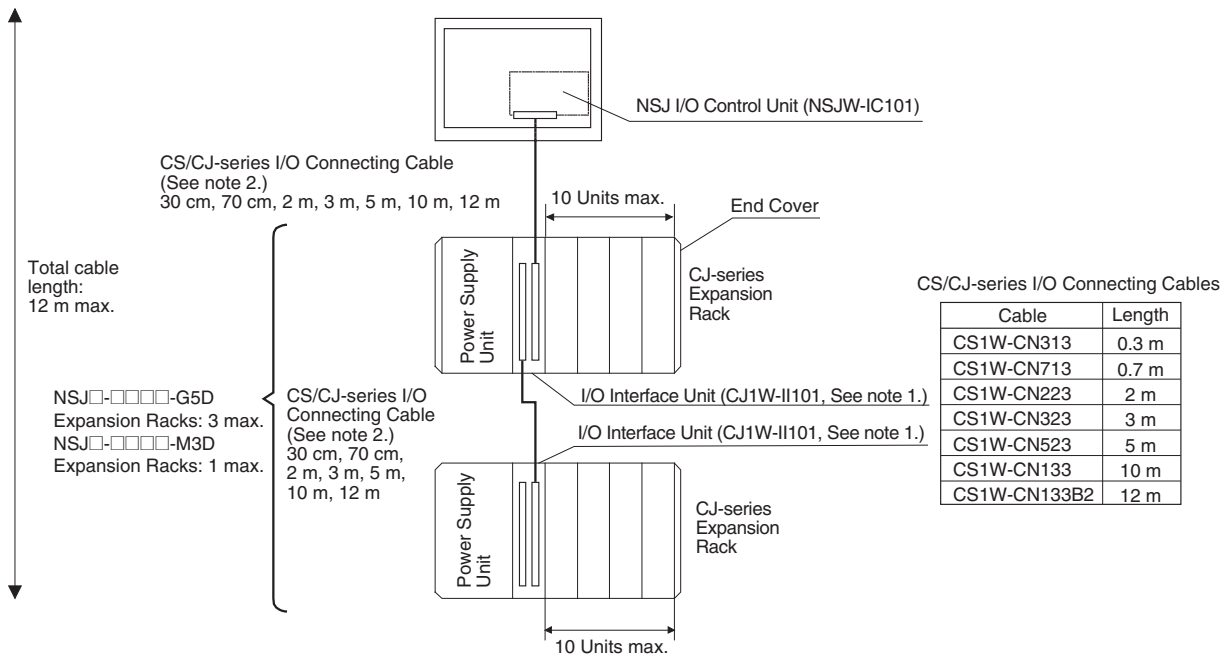 NSJ I/O Control Unit (NSJW-IC101)
CS/CJ-series I/O Connecting Cable
(See note 2.)
30 cm, 70 cm, 2 m, 3 m, 5 m, 10 m, 12 m
10 Units max.
End Cover
Total cable
length:
12 m max.
Power Supply
Unit
CJ-series
Expansion
Rack
NSJ□-□□□□-G5D
Expansion Racks: 3 max.
NSJ□-□□□□-M3D
Expansion Racks: 1 max.
CS/CJ-series I/O
Connecting Cable
(See note 2.)
30 cm, 70 cm,
2 m, 3 m, 5 m,
10 m, 12 m
I/O Interface Unit (CJ1W-II101, See note 1.)
I/O Interface Unit (CJ1W-II101, See note 1.)
Power Supply
Unit
CJ-series
Expansion
Rack
10 Units max.
CS/CJ-series I/O Connecting Cables
Cable Length
CS1W-CN313 0.3 m
CS1W-CN713 0.7 m
CS1W-CN223 2 m
CS1W-CN323 3 m
CS1W-CN523 5 m
CS1W-CN133 10 m
CS1W-CN133B2 12 m